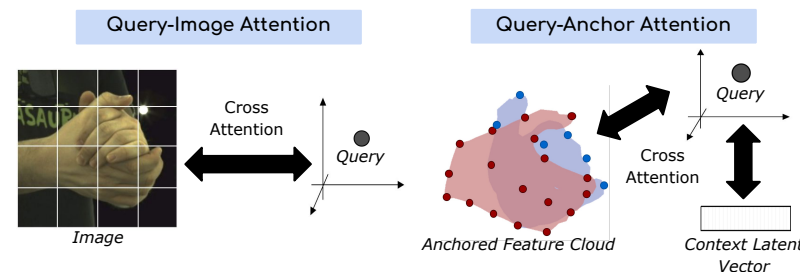 Query-Image Attention
Query-Anchor Attention
ASAUR
Cross
Attention
Query
Image
Query
Cross
Attention
Anchored Feature Cloud
Context Latent
Vector